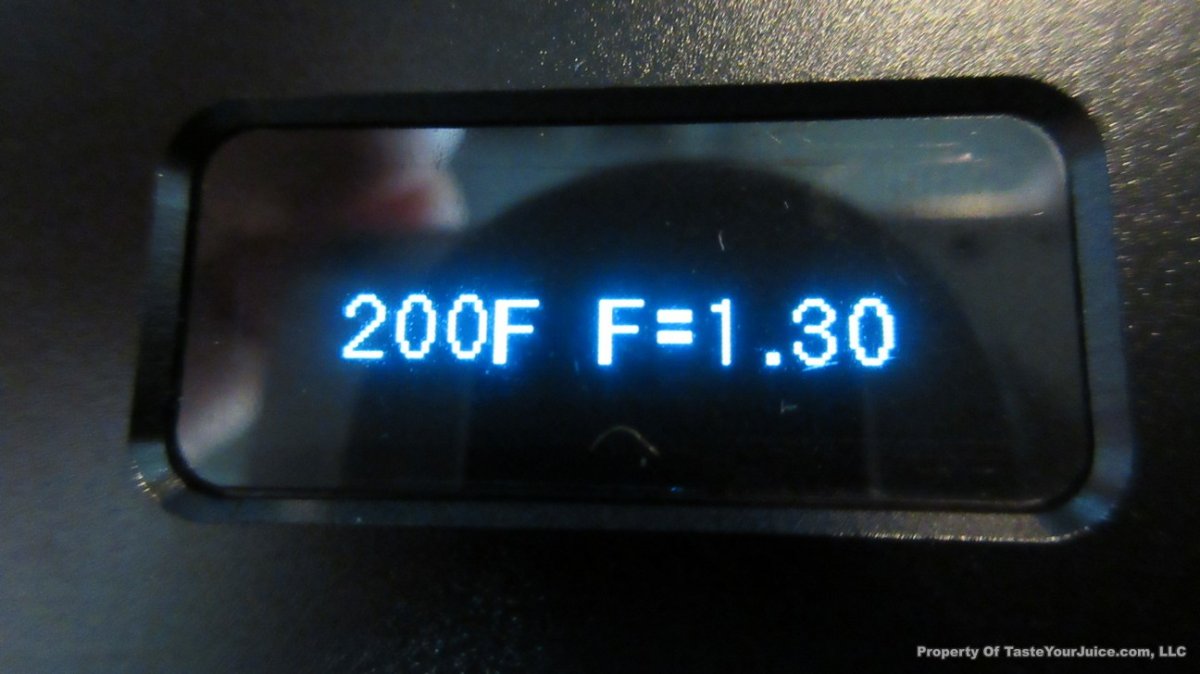 200F F=1.30
Property Of TasteYourJuice.com, LLC